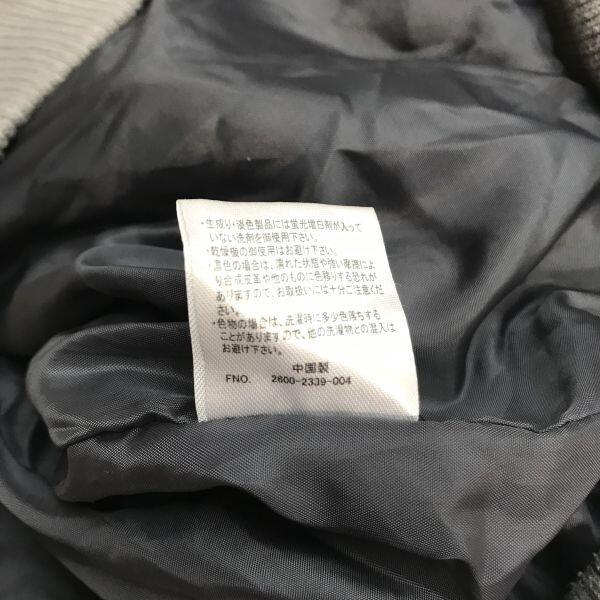 ・生成り・淡色製品には蛍光増白剤が入って
いない洗剤を御使用下さい。
・乾燥機の御使用はお避け下さい。
・濃色の場合は、濡れた状態や強い摩擦によ
り合成皮革や他のものに色移りする恐れが
ありますので、お取扱いには十分ご注意くだ
さい。
・色物の場合は、洗濯時に多少色落ちする
ことがありますので、他の洗濯物との混入は
お避け下さい。
中国製
FNO. 2600-2339-004